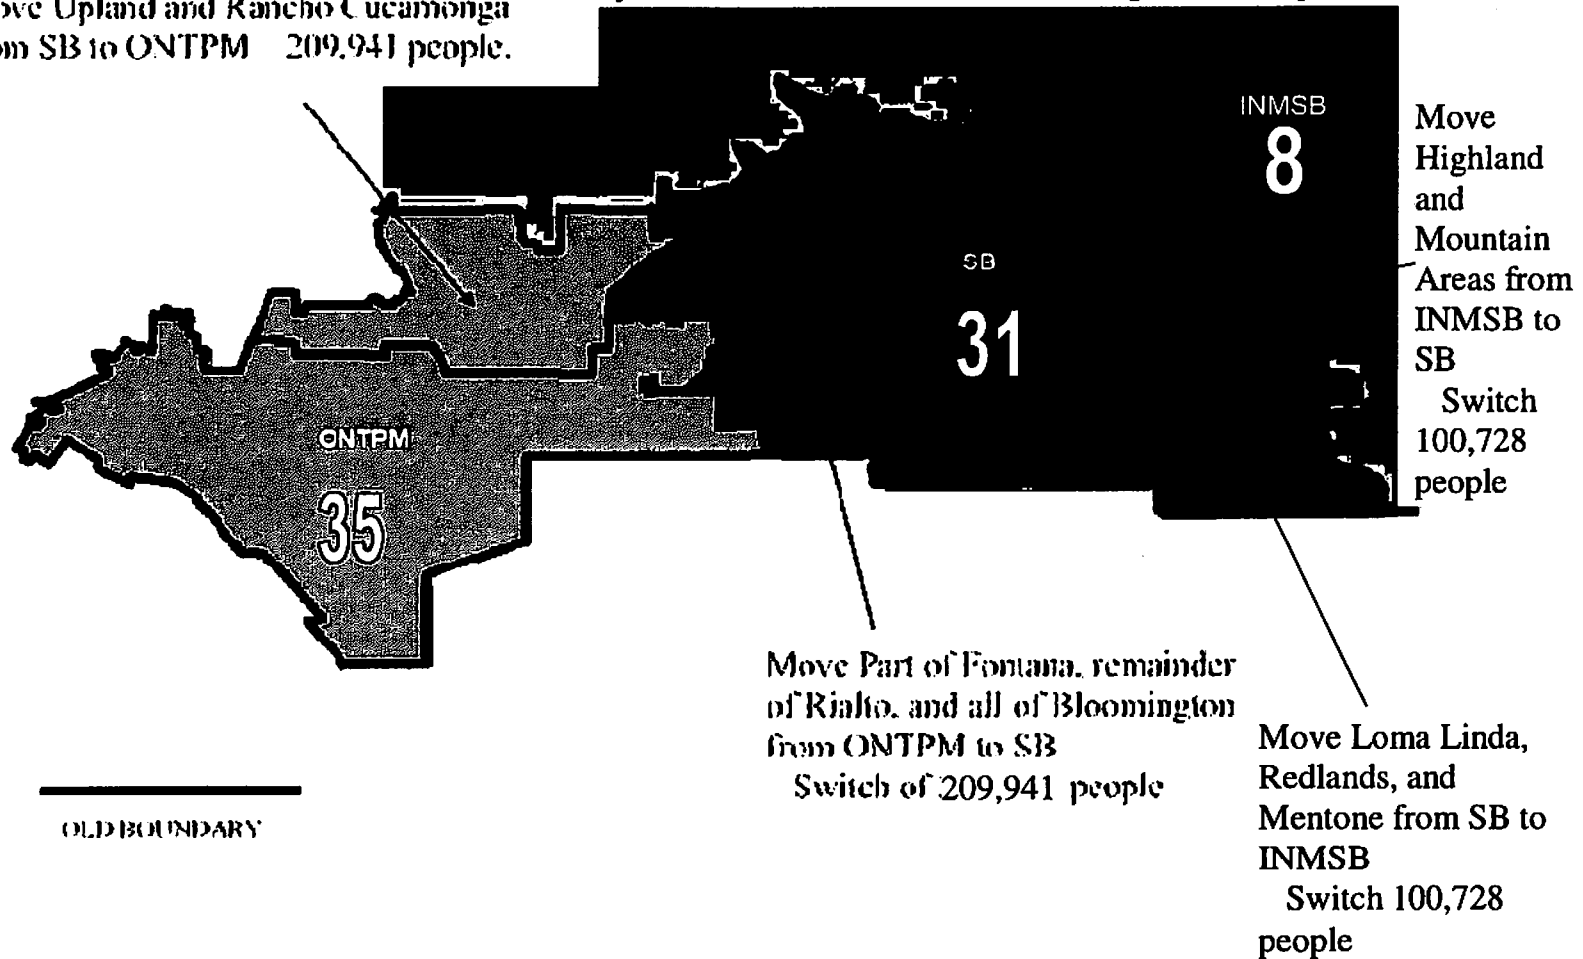 ove Upland and Rancho Cucamonga
om SB to ONTPM 209,941 people.
INMSB
8
Move
Highland
and
Mountain
Areas from
INMSB to
SB
Switch
100,728
people
SB
31
ONTPM
35
Move Part of Fontana, remainder
of Rialto, and all of Bloomington
from ONTPM to SB
Switch of 209,941 people
Move Loma Linda,
Redlands, and
Mentone from SB to
INMSB
Switch 100,728
people
OLD BOUNDARY